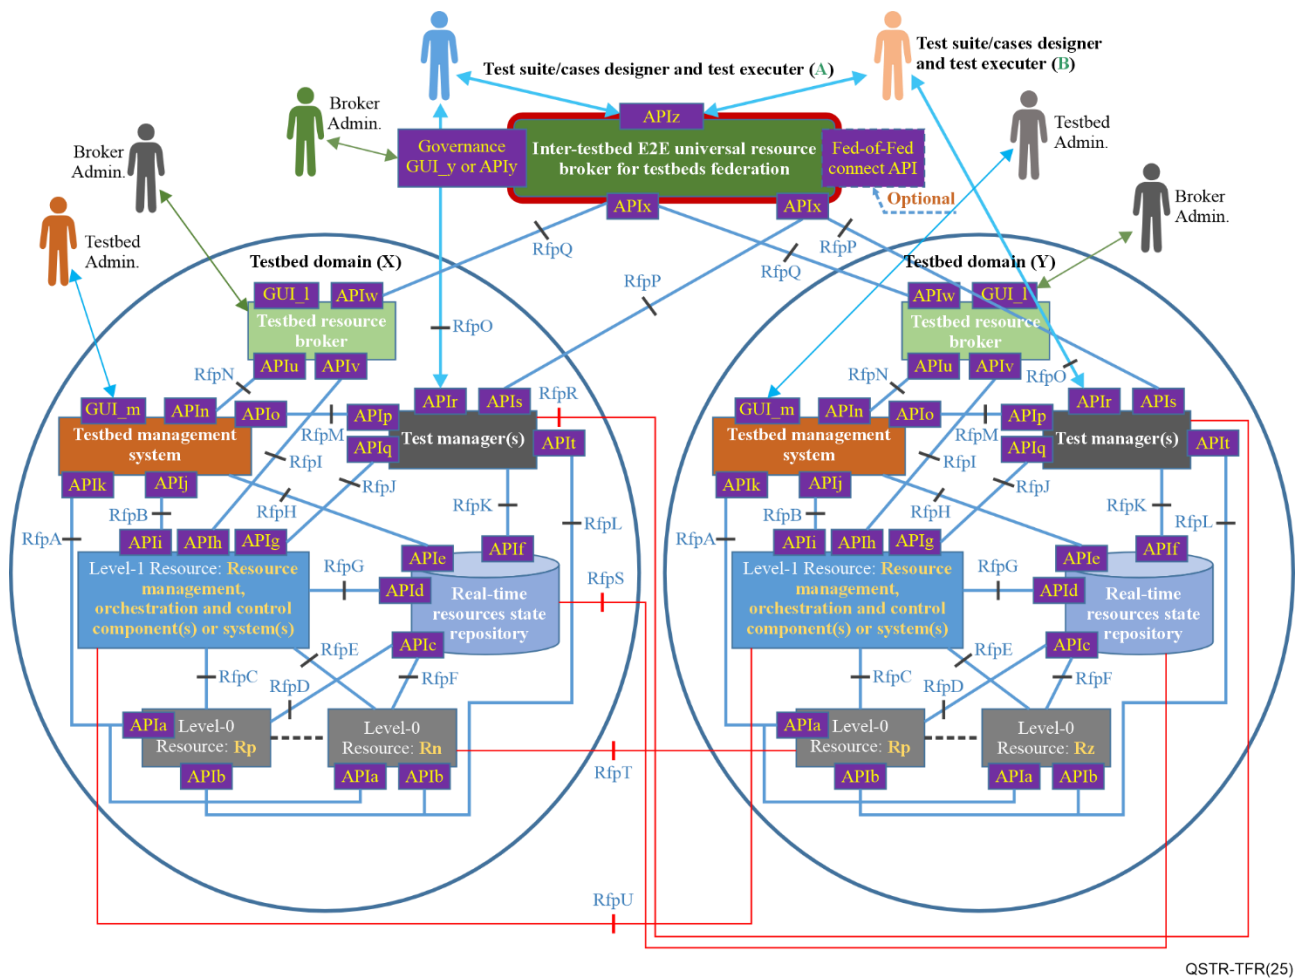 Test suite/cases designer and test executer (A)
Test suite/cases designer
and test executer (B)
Broker
Admin.
Broker
Admin.
Testbed
Admin.
Testbed
Admin.
Broker
Admin.
APIz
Governance
GUI_y or APIy
Inter-testbed E2E universal resource
broker for testbeds federation
Fed-of-Fed
connect API
Optional
APIx
APIx
RfpQ
RfpP
RfpQ
RfpP
Testbed domain (X)
GUI_l
APIw
Testbed resource
broker
APIu
APIv
RfpN
RfpO
RfpR
GUI_m
APIn
APIo
APIp
APIr
APIs
Testbed management
system
RfpM
Test manager(s)
APIq
APIt
APIk
APIj
RfpI
RfpJ
RfpH
RfpK
RfpL
RfpB
RfpA
APIi
APIh
APIg
APIe
APIf
Level-1 Resource: Resource
management,
orchestration and control
component(s) or system(s)
RfpG
APId
Real-time
resources state
repository
RfpS
APIc
RfpE
RfpC
RfpD
RfpF
APIa
Level-0
Resource: Rp
Level-0
Resource: Rn
APIb
APIa
APIb
RfpT
RfpU
Testbed domain (Y)
APIw
GUI_l
Testbed resource
broker
APIu
APIv
RfpN
RfpO
GUI_m
APIn
APIo
APIp
APIr
APIs
Testbed management
system
RfpM
Test manager(s)
APIq
APIt
APIk
APIj
RfpI
RfpJ
RfpH
RfpK
RfpL
RfpB
RfpA
APIi
APIh
APIg
APIe
APIf
Level-1 Resource: Resource
management,
orchestration and control
component(s) or system(s)
RfpG
APId
Real-time
resources state
repository
APIc
RfpE
RfpC
RfpD
RfpF
APIa
Level-0
Resource: Rp
Level-0
Resource: Rz
APIb
APIa
APIb
QSTR-TFR(25)